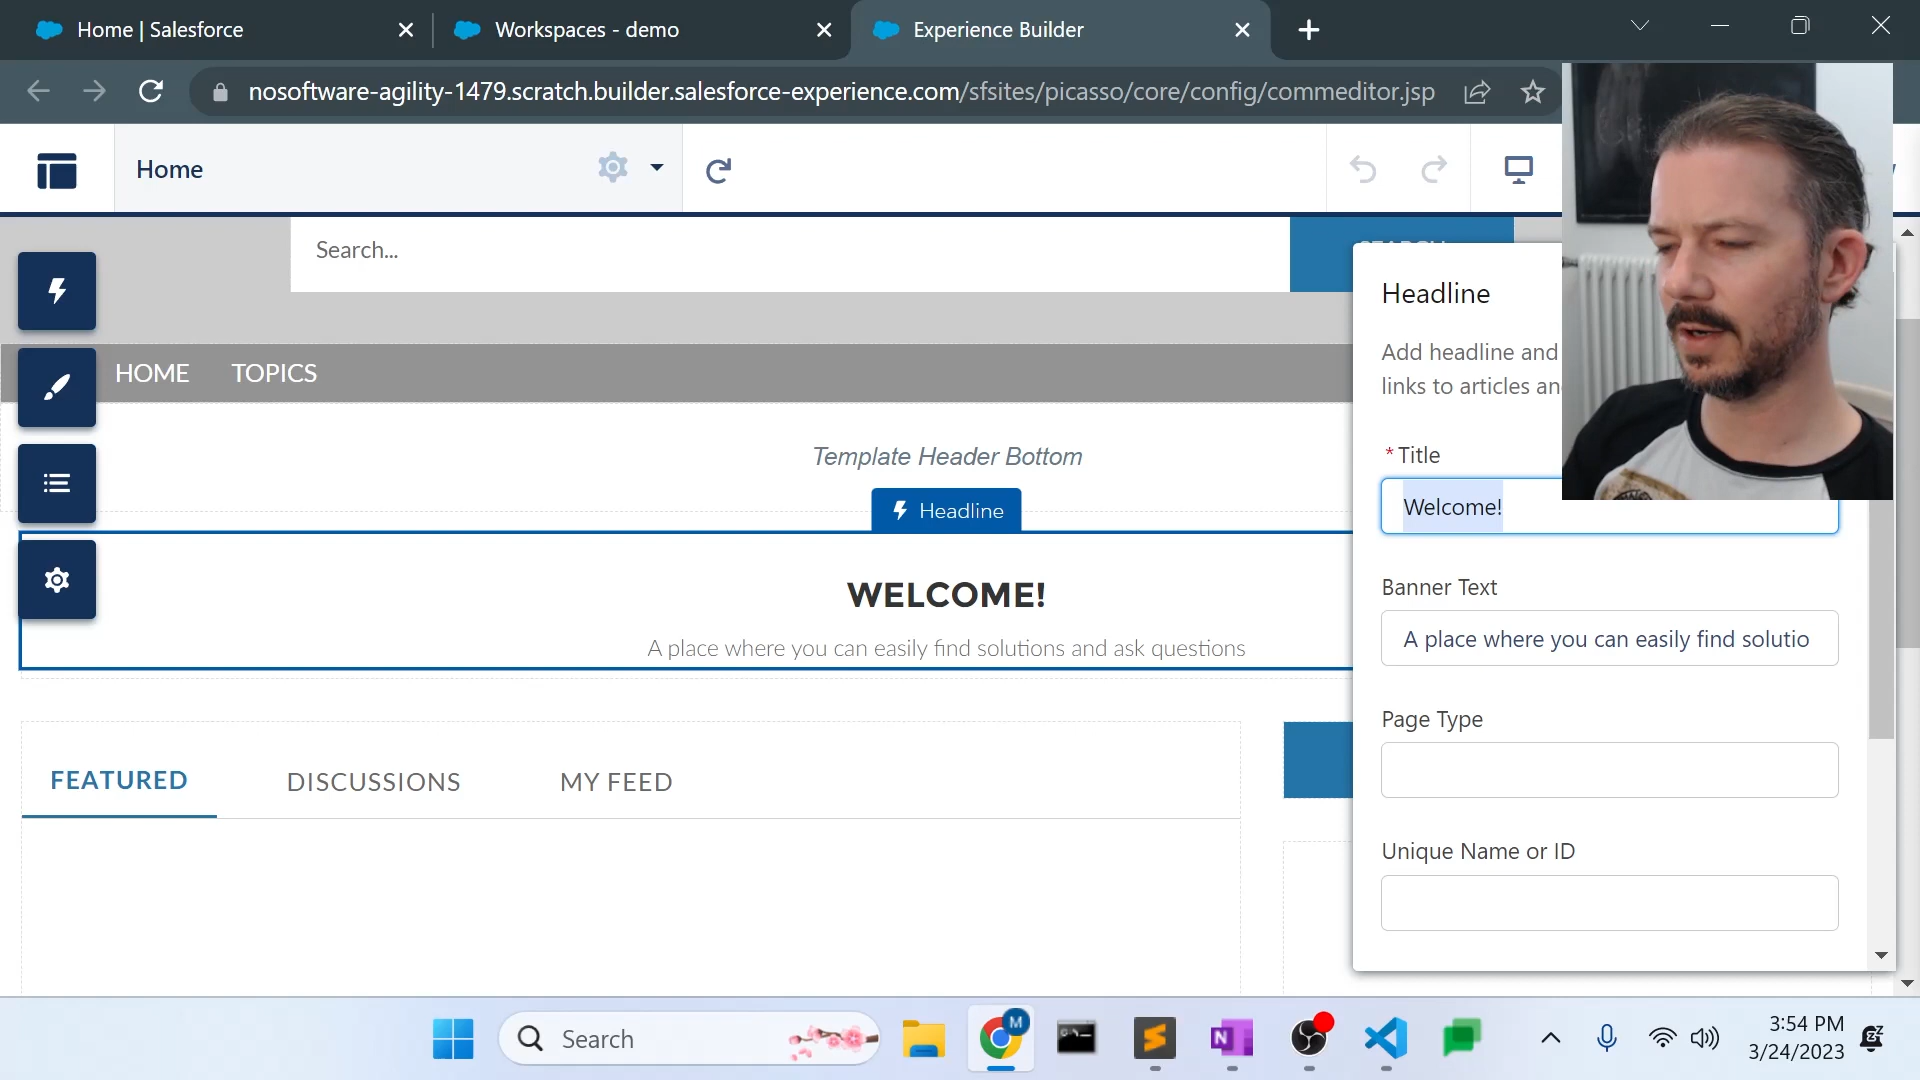 Home | Salesforce
Workspaces - demo
Experience Builder
nosoftware-agility-1479.scratch.builder.salesforce-experience.com/sfsites/picasso/core/config/commeditor.jsp
Home
Search...
Headline
Add headline and
links to articles an
HOME
TOPICS
Template Header Bottom
* Title
Headline
Welcome!
WELCOME!
Banner Text
A place where you can easily find solutions and ask questions
A place where you can easily find solutio
Page Type
FEATURED
DISCUSSIONS
MY FEED
Unique Name or ID
Search
M
3:54 PM
3/24/2023